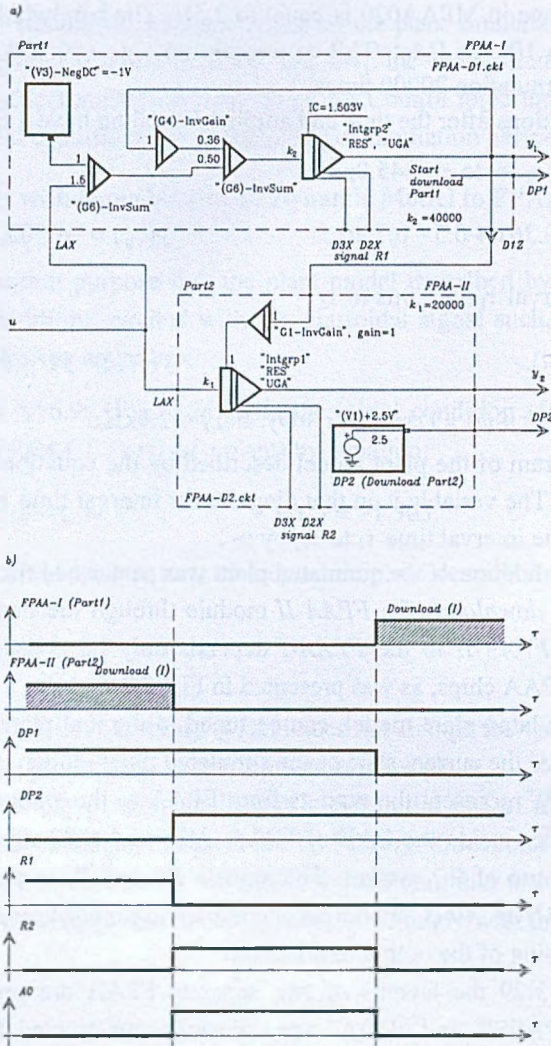 a)
Part1
FPAA-I
FPAA-D1.ckt
"(V3)-NegDC" = -1V
IC=1.503V
"(G4)-InvGain"
"Intgrp2"
"RES", "UGA"
1
0.36
k₂
y₁
1
1.6
0.50
"(G6)-InvSum"
"(G6)-InvSum"
Start
download
Part1
DP1
k₂ = 40000
LAX
D3X D2X
signal R1
D12
Part2
FPAA-II
k₁ = 20000
1
"G1-InvGain", gain=1
u
1
"Intgrp1"
"RES"
"UGA"
k₁
y₂
LAX
"(V1)+2.5V"
2.5
DP2
DP2 (Download Part2)
FPAA-D2.ckt
D3X D2X
signal R2
b)
FPAA-I (Part1)
Download (I)
τ
FPAA-II (Part2)
Download (I)
τ
DP1
τ
DP2
τ
R1
τ
R2
τ
A0
τ